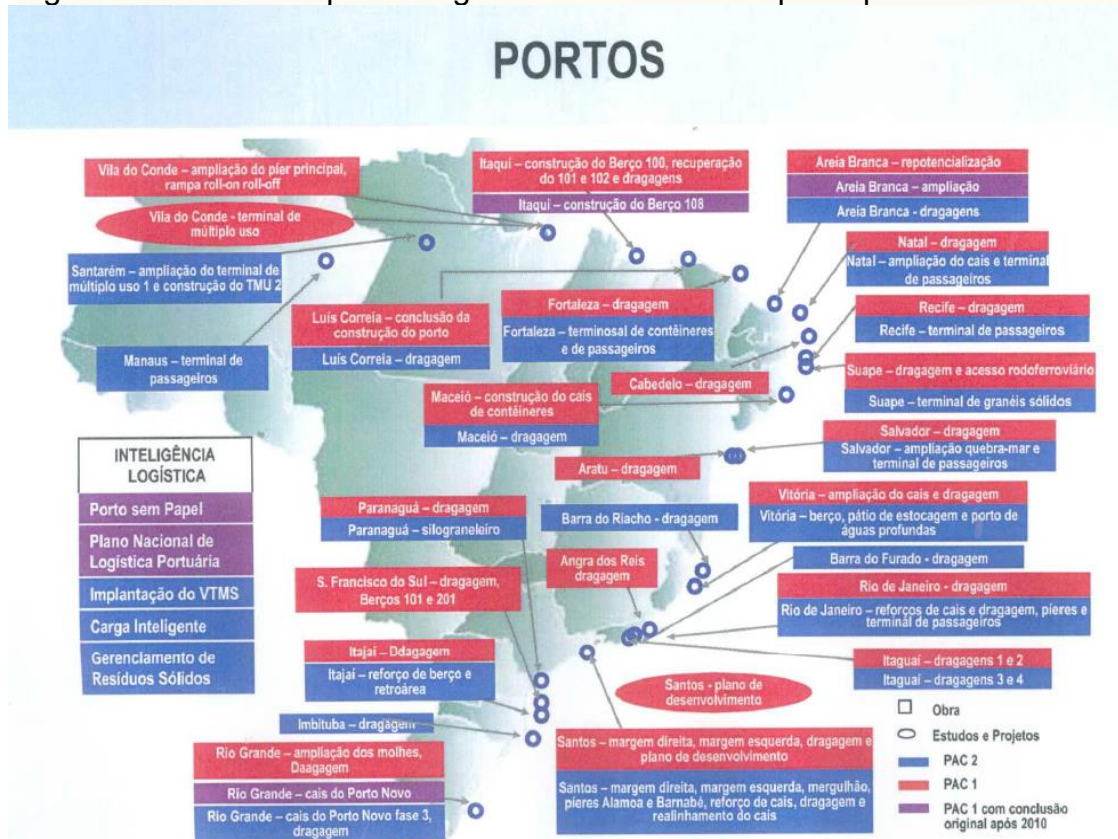 PORTOS
Vila do Conde – ampliação do píer principal,
rampa roll-on roll-off
Vila do Conde - terminal de
múltiplo uso
Santarém – ampliação do terminal de
múltiplo uso 1 e construção do TMU 2
Manaus – terminal de
passageiros
Itaqui – construção do Berço 100, recuperação
do 101 e 102 e dragagens
Itaqui – construção do Berço 108
Luís Correia – conclusão da
construção do porto
Luís Correia – dragagem
Fortaleza – dragagem
Fortaleza – terminosal de contêineres
e de passageiros
Areia Branca – repotencialização
Areia Branca – ampliação
Areia Branca - dragagens
Natal – dragagem
Natal – ampliação do cais e terminal
de passageiros
Recife – dragagem
Recife – terminal de passageiros
Cabedelo – dragagem
Suape – dragagem e acesso rodoferroviário
Suape – terminal de granéis sólidos
Maceió – construção do cais
de contêineres
Maceió – dragagem
Salvador – dragagem
Salvador – ampliação quebra-mar e
terminal de passageiros
Aratu – dragagem
INTELIGÊNCIA
LOGÍSTICA
Porto sem Papel
Plano Nacional de
Logística Portuária
Implantação do VTMS
Carga Inteligente
Gerenciamento de
Resíduos Sólidos
Paranaguá – dragagem
Paranaguá – silograneleiro
Barra do Riacho - dragagem
Vitória – ampliação do cais e dragagem
Vitória – berço, pátio de estocagem e porto de
águas profundas
S. Francisco do Sul – dragagem,
Berços 101 e 201
Angra dos Reis
dragagem
Barra do Furado - dragagem
Rio de Janeiro - dragagem
Rio de Janeiro - reforços de cais e dragagem, píeres e
terminal de passageiros
Itajaí – Ddagagem
Itajaí – reforço de berço e
retroárea
Itaguaí – dragagens 1 e 2
Itaguaí – dragagens 3 e 4
Santos - plano de
desenvolvimento
Imbituba – dragagem
Santos – margem direita, margem esquerda, dragagem e
plano de desenvolvimento
Santos – margem direita, margem esquerda, mergulhão,
píeres Alamoa e Barnabé, reforço de cais, dragagem e
realinhamento do cais
Rio Grande – ampliação dos molhes,
Daagagem
Rio Grande – cais do Porto Novo
Rio Grande – cais do Porto Novo fase 3,
dragagem
Obra
Estudos e Projetos
PAC 2
PAC 1
PAC 1 com conclusão
original após 2010